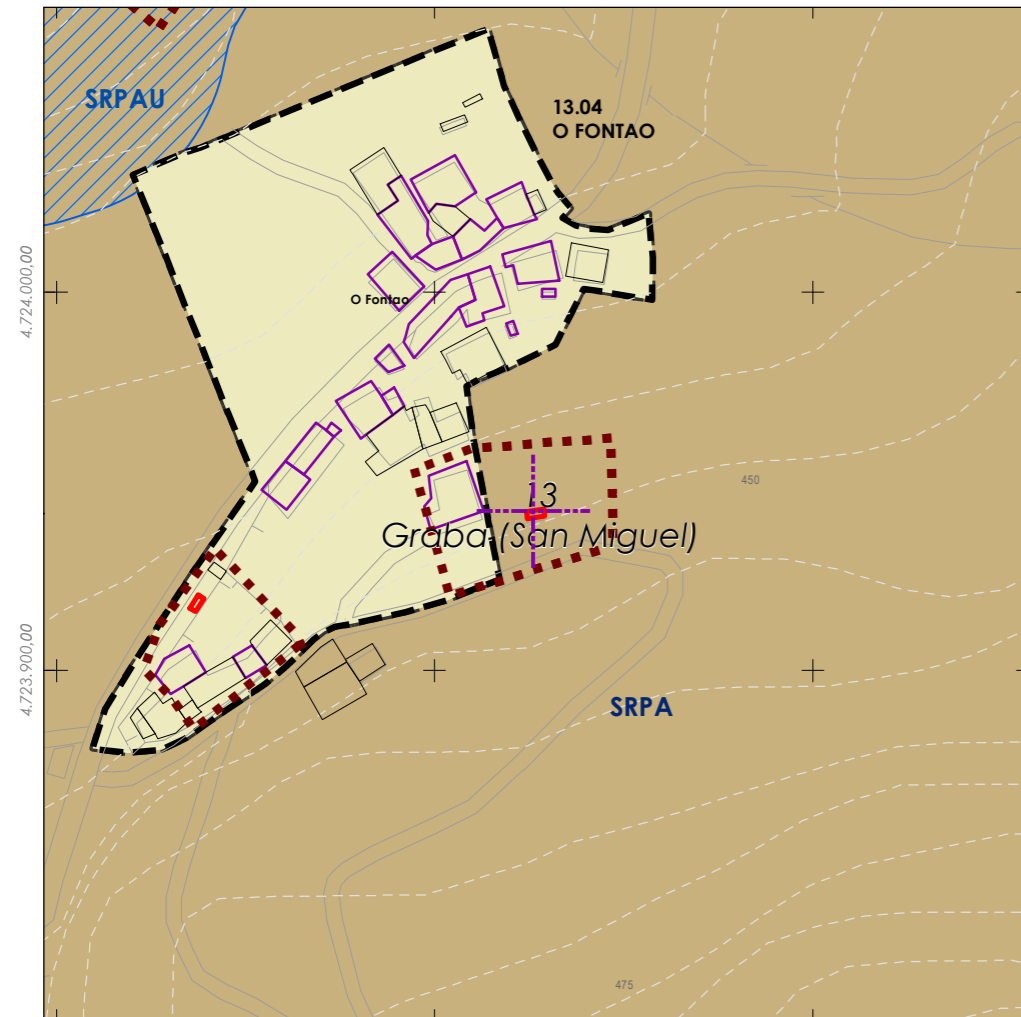 SRPAU
13.04
O FONTAO
4.724.000,00
O Fontao
450
13
Graba (San Miguel)
4.723.900,00
SRPA
475